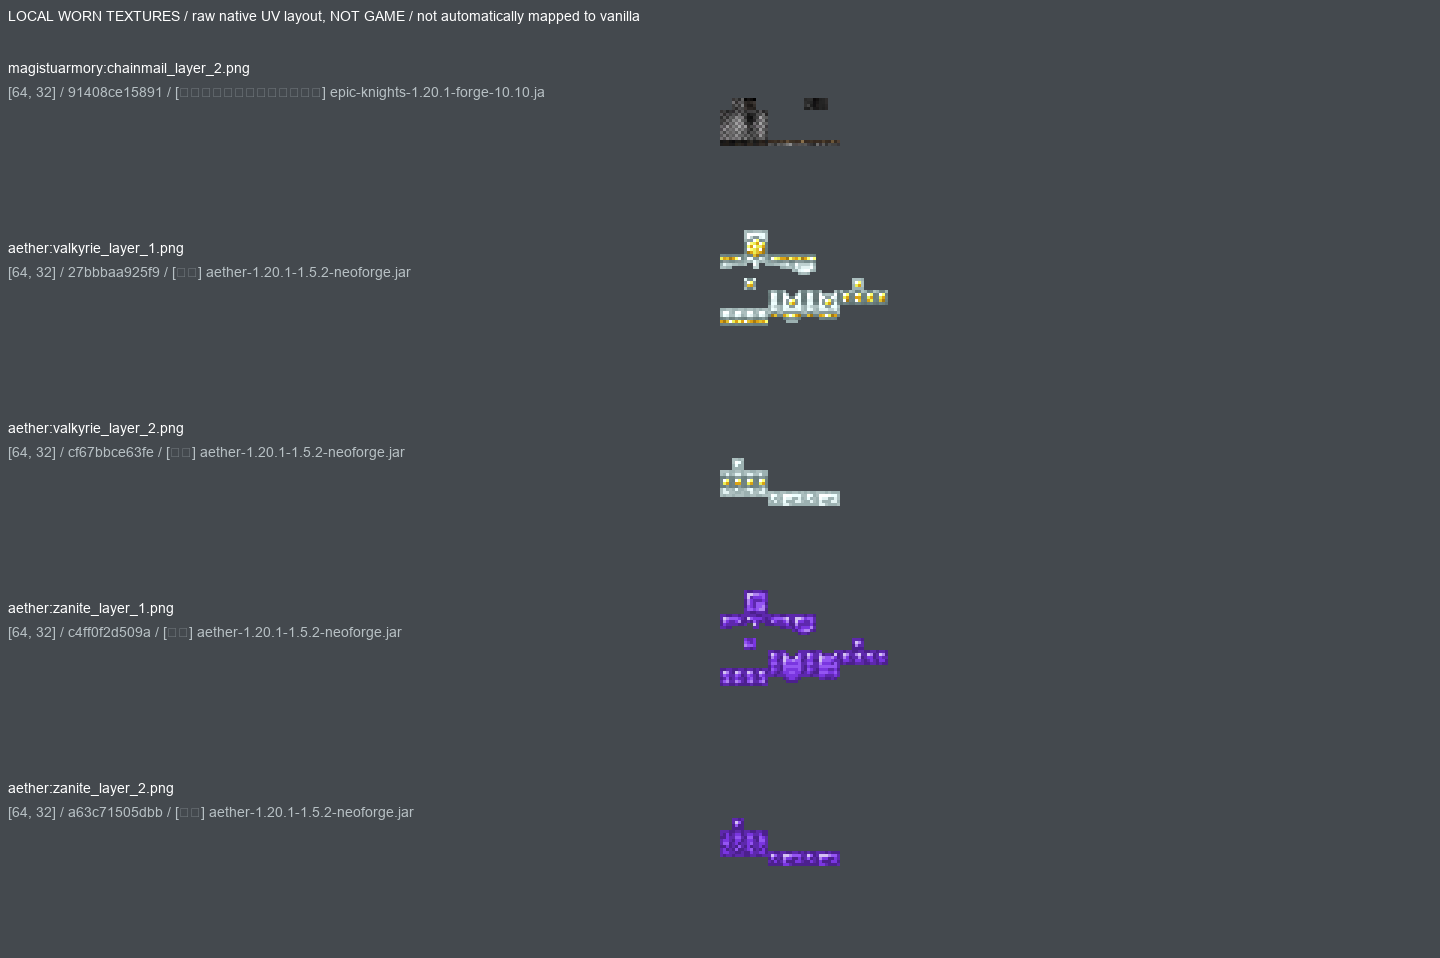 LOCAL WORN TEXTURES / raw native UV layout, NOT GAME / not automatically mapped to vanilla
magistuarmory:chainmail_layer_2.png
[64, 32] / 91408ce15891 / [□□□□□□□□□□□□□] epic-knights-1.20.1-forge-10.10.ja
aether:valkyrie_layer_1.png
[64, 32] / 27bbbaa925f9 / [□□] aether-1.20.1-1.5.2-neoforge.jar
aether:valkyrie_layer_2.png
[64, 32] / cf67bbce63fe / [□□] aether-1.20.1-1.5.2-neoforge.jar
aether:zanite_layer_1.png
[64, 32] / c4ff0f2d509a / [□□] aether-1.20.1-1.5.2-neoforge.jar
aether:zanite_layer_2.png
[64, 32] / a63c71505dbb / [□□] aether-1.20.1-1.5.2-neoforge.jar